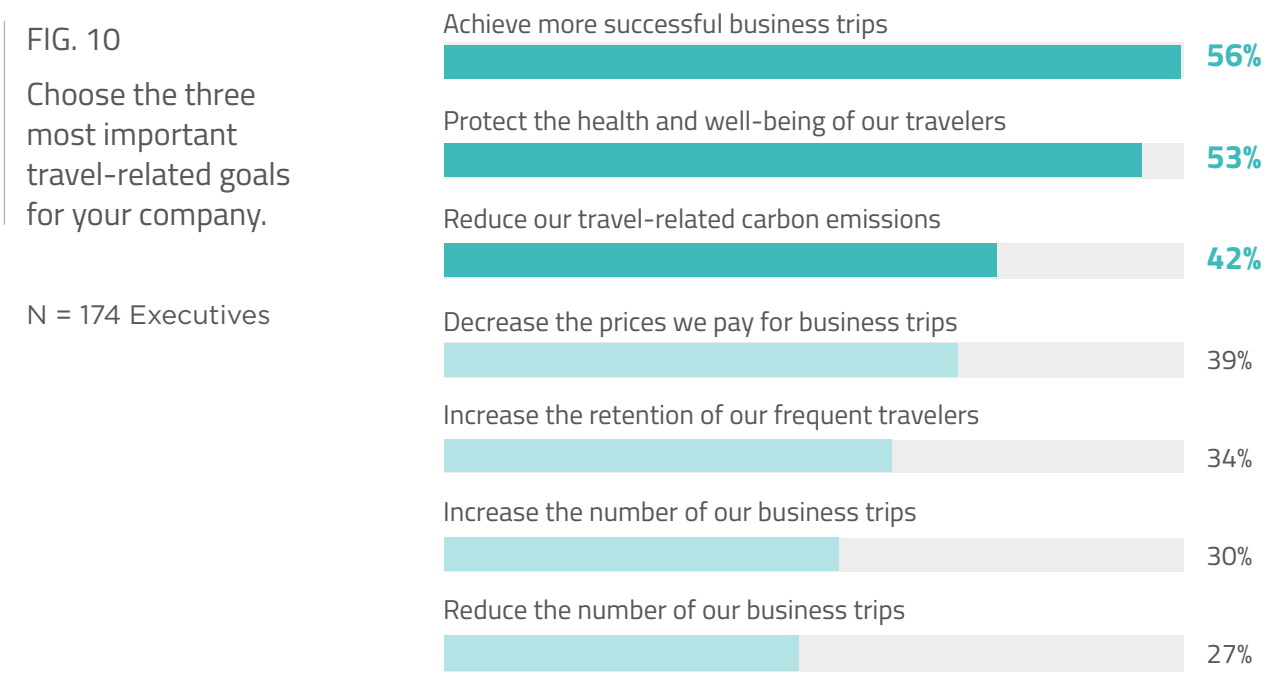 FIG. 10
Choose the three
most important
travel-related goals
for your company.
N = 174 Executives
Achieve more successful business trips
56%
Protect the health and well-being of our travelers
53%
Reduce our travel-related carbon emissions
42%
Decrease the prices we pay for business trips
39%
Increase the retention of our frequent travelers
34%
Increase the number of our business trips
30%
Reduce the number of our business trips
27%